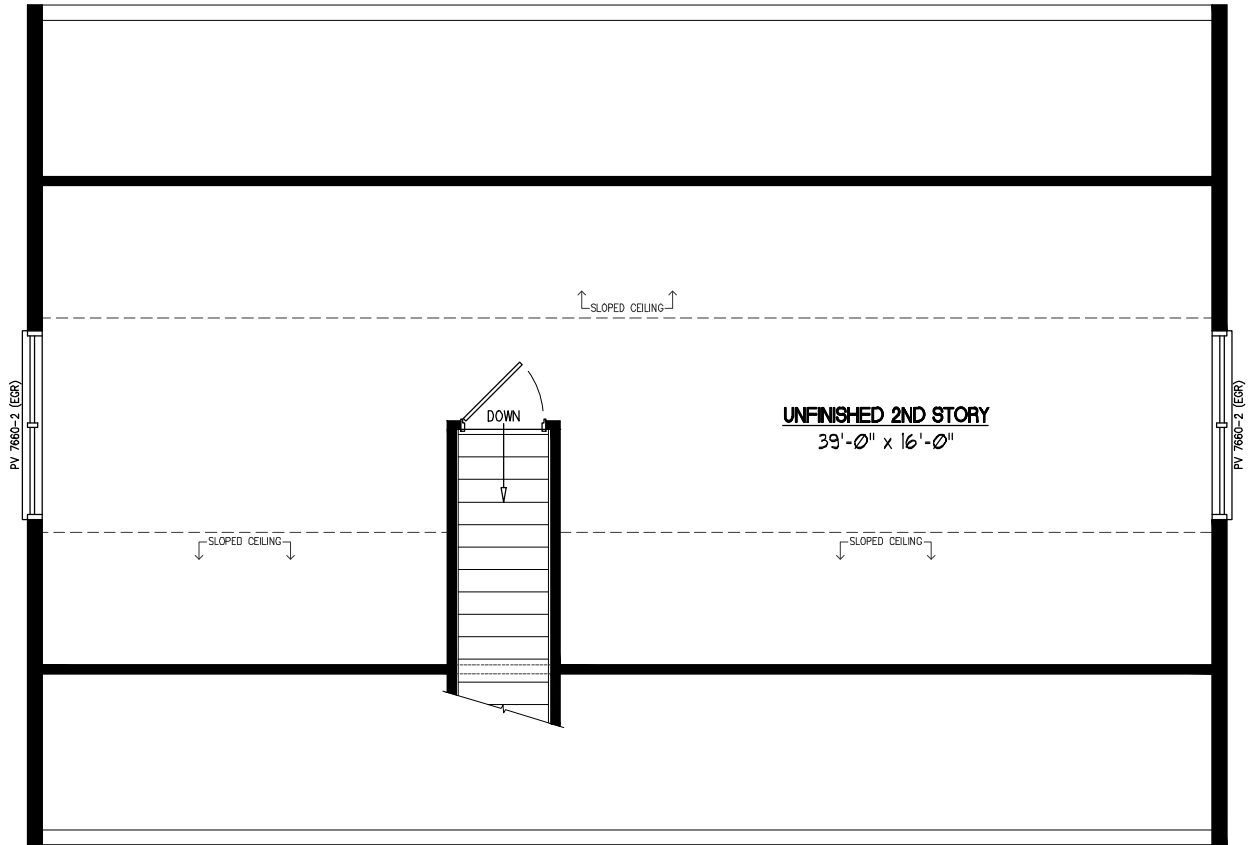 SLOPED CEILING
DOWN
UNFINISHED 2ND STORY
39'-0" x 16'-0"
PV 7660-2 (EGR)
PV 7660-2 (EGR)
SLOPED CEILING
SLOPED CEILING